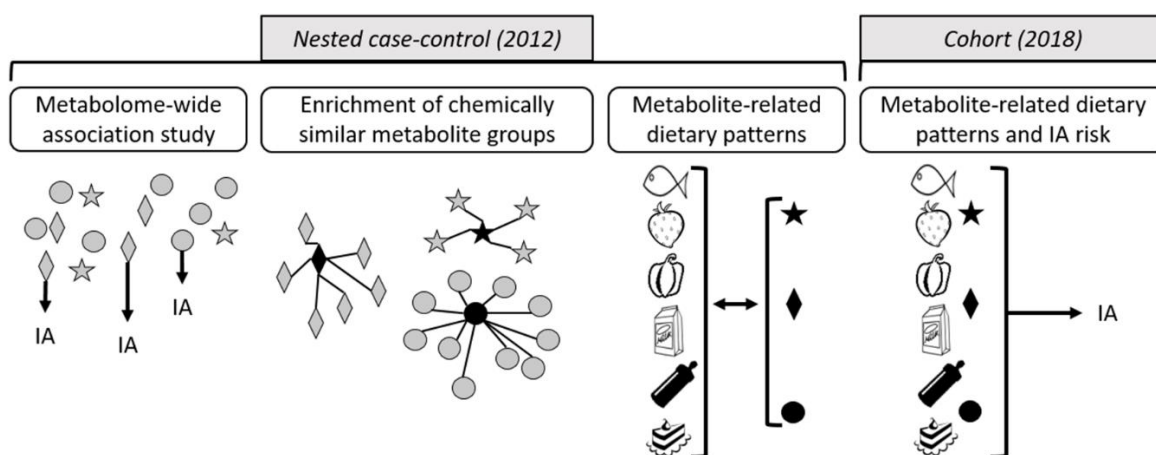 Nested case-control (2012)
Cohort (2018)
Metabolome-wide
association study
Enrichment of chemically
similar metabolite groups
Metabolite-related
dietary patterns
Metabolite-related dietary
patterns and IA risk
IA
IA
IA
IA